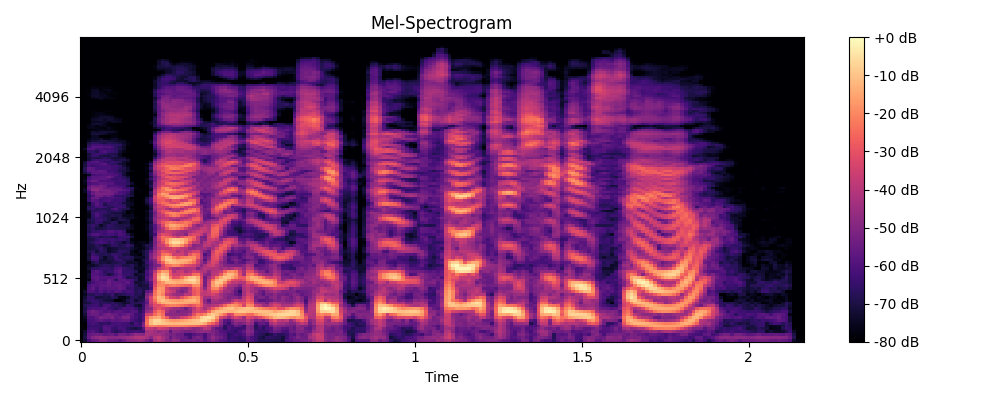 Mel-Spectrogram
+0 dB
4096
-10 dB
-20 dB
2048
-30 dB
Hz
1024
-40 dB
-50 dB
512
-60 dB
-70 dB
0
-80 dB
0 0.5 1 1.5 2
Time